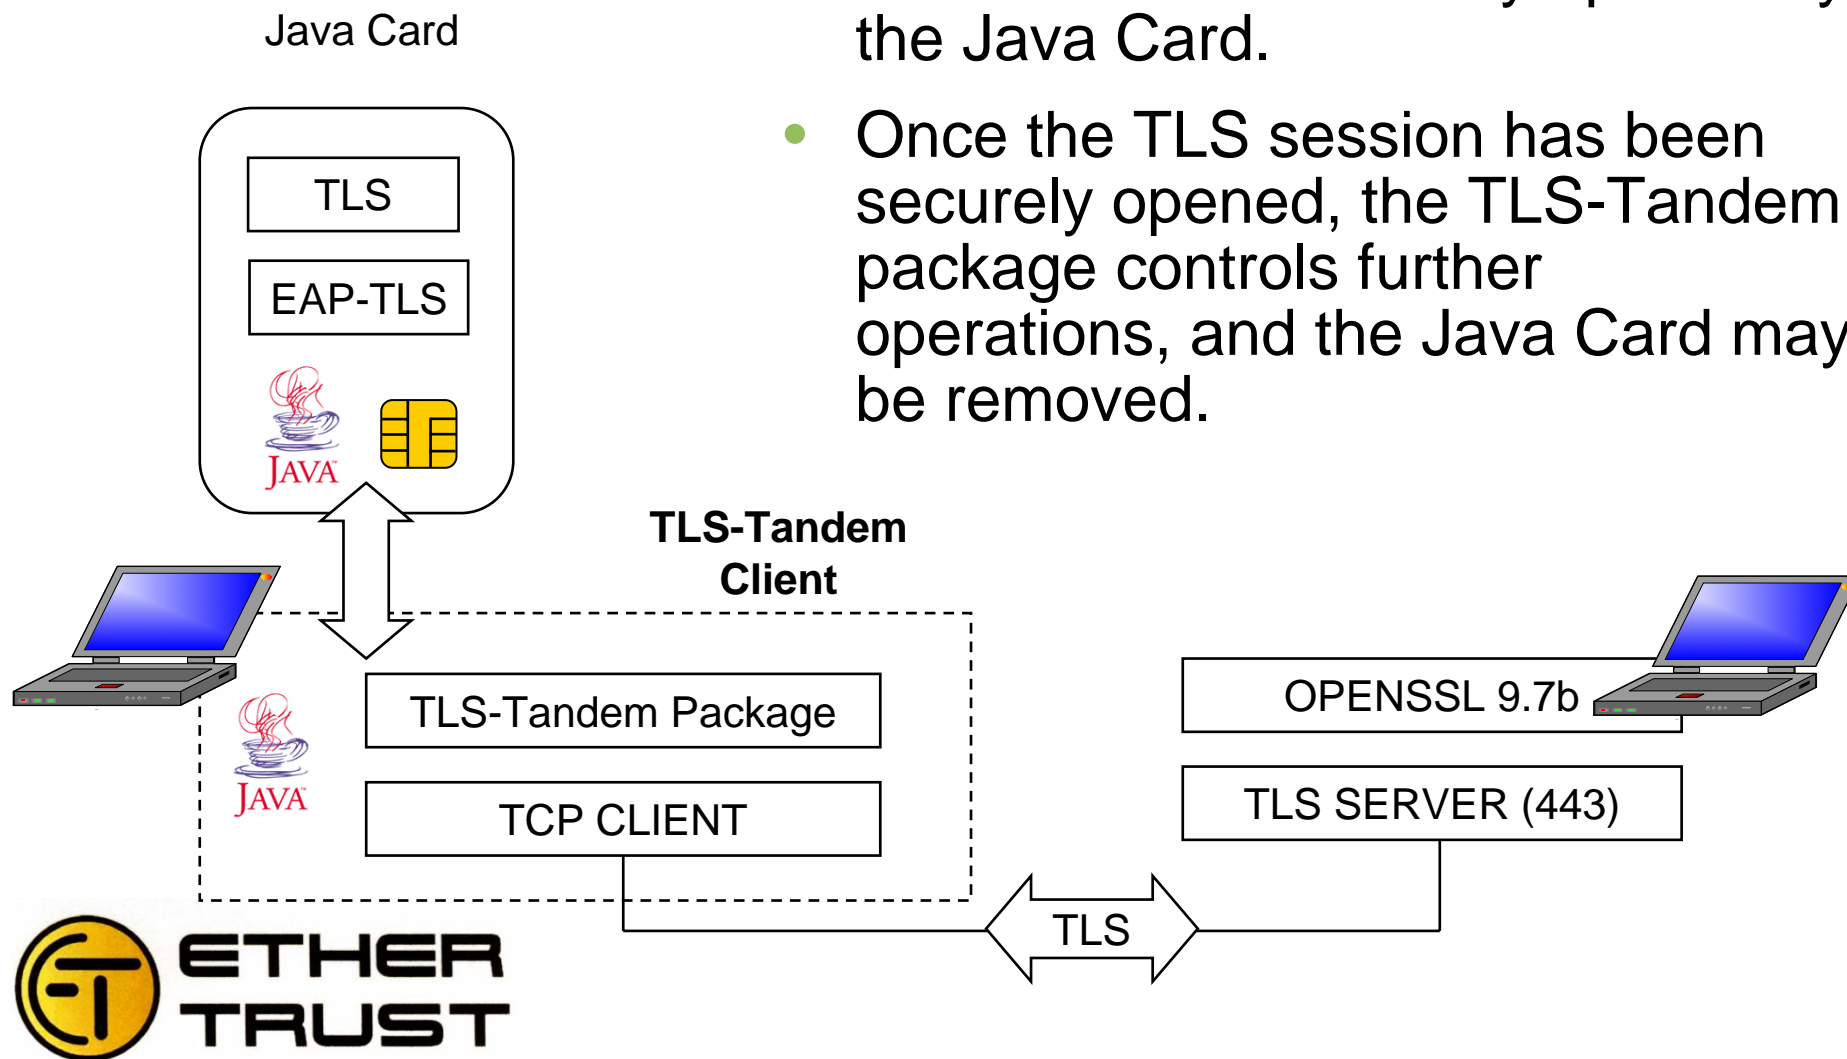 Java Card
the Java Card.
• Once the TLS session has been
securely opened, the TLS-Tandem
package controls further
operations, and the Java Card may
be removed.
TLS
EAP-TLS
JAVA™
TLS-Tandem
Client
TLS-Tandem Package
JAVA
TCP CLIENT
OPENSSL 9.7b
TLS SERVER (443)
TLS
ETHER
TRUST